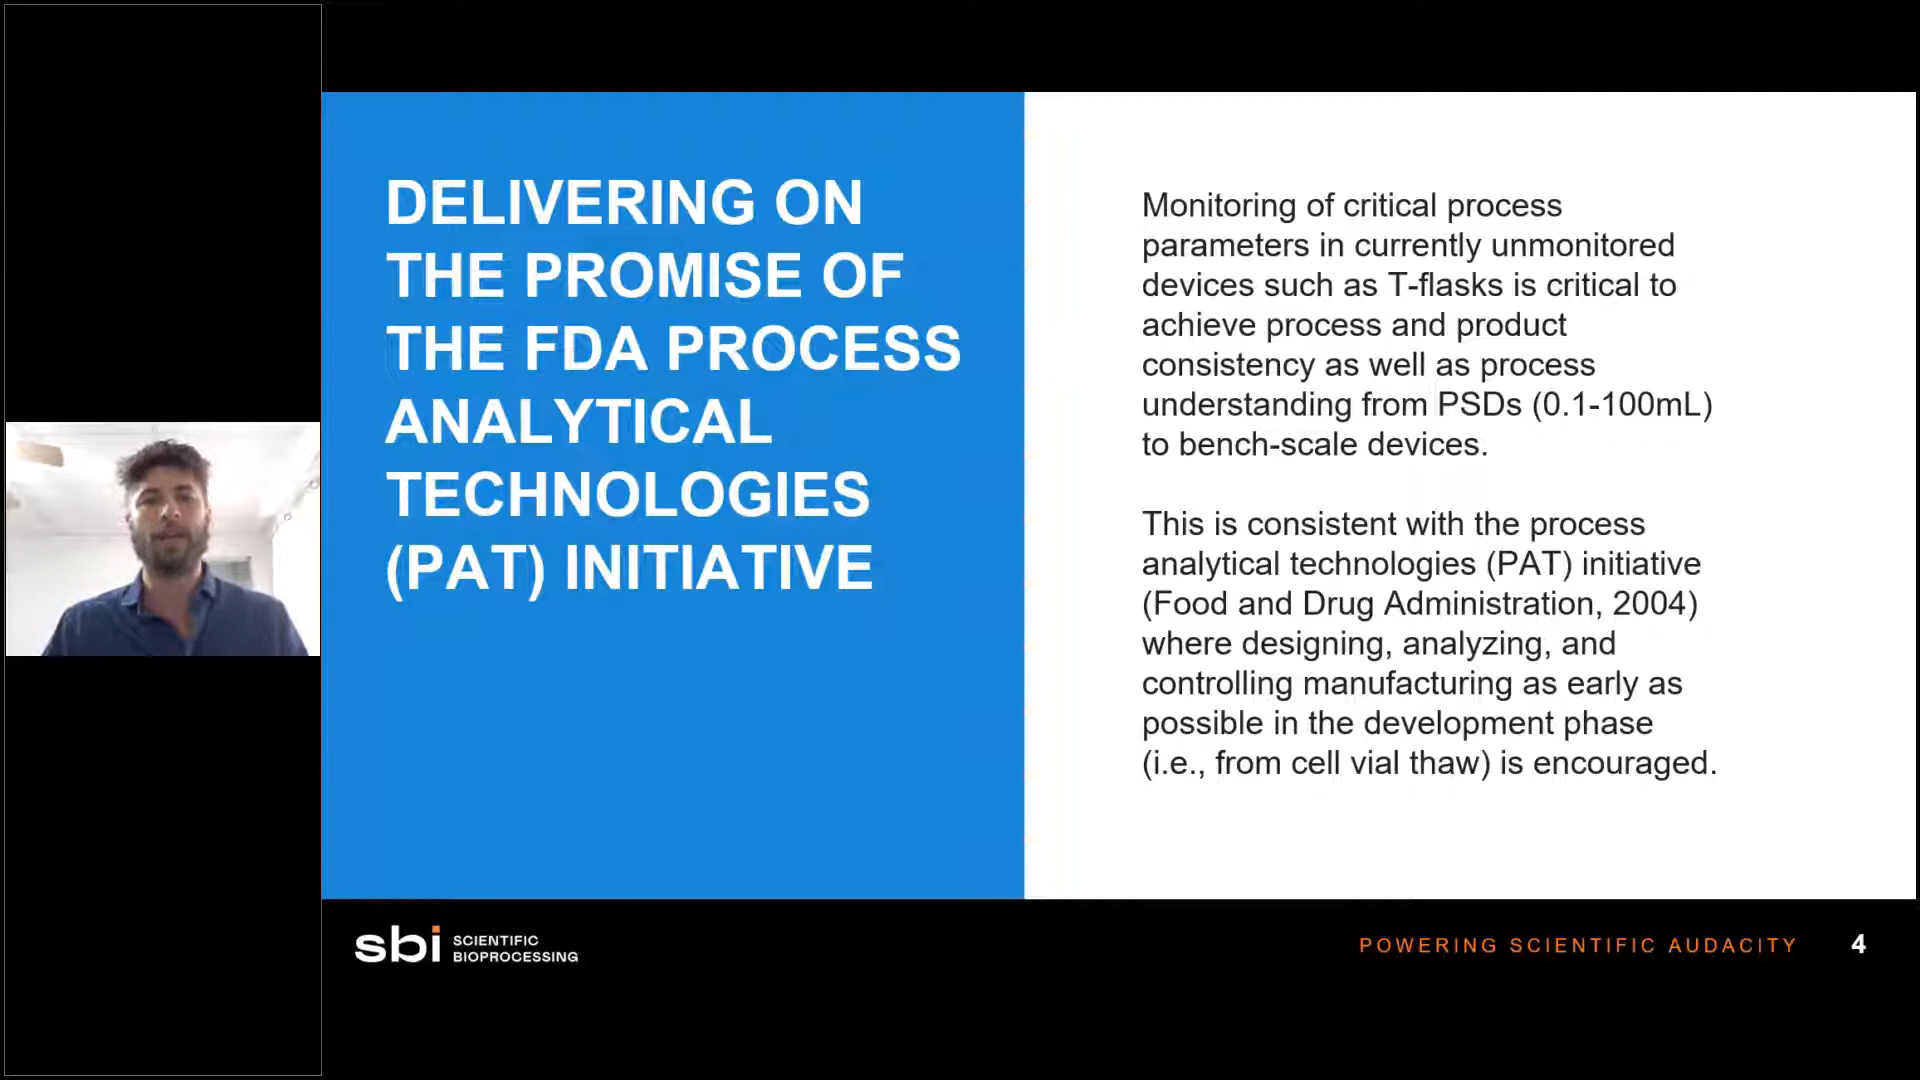 DELIVERING ON
THE PROMISE OF
THE FDA PROCESS
ANALYTICAL
TECHNOLOGIES
(PAT) INITIATIVE
Monitoring of critical process
parameters in currently unmonitored
devices such as T-flasks is critical to
achieve process and product
consistency as well as process
understanding from PSDs (0.1-100mL)
to bench-scale devices.
This is consistent with the process
analytical technologies (PAT) initiative
(Food and Drug Administration, 2004)
where designing, analyzing, and
controlling manufacturing as early as
possible in the development phase
(i.e., from cell vial thaw) is encouraged.
sbi SCIENTIFIC
BIOPROCESSING
POWERING SCIENTIFIC AUDACITY 4